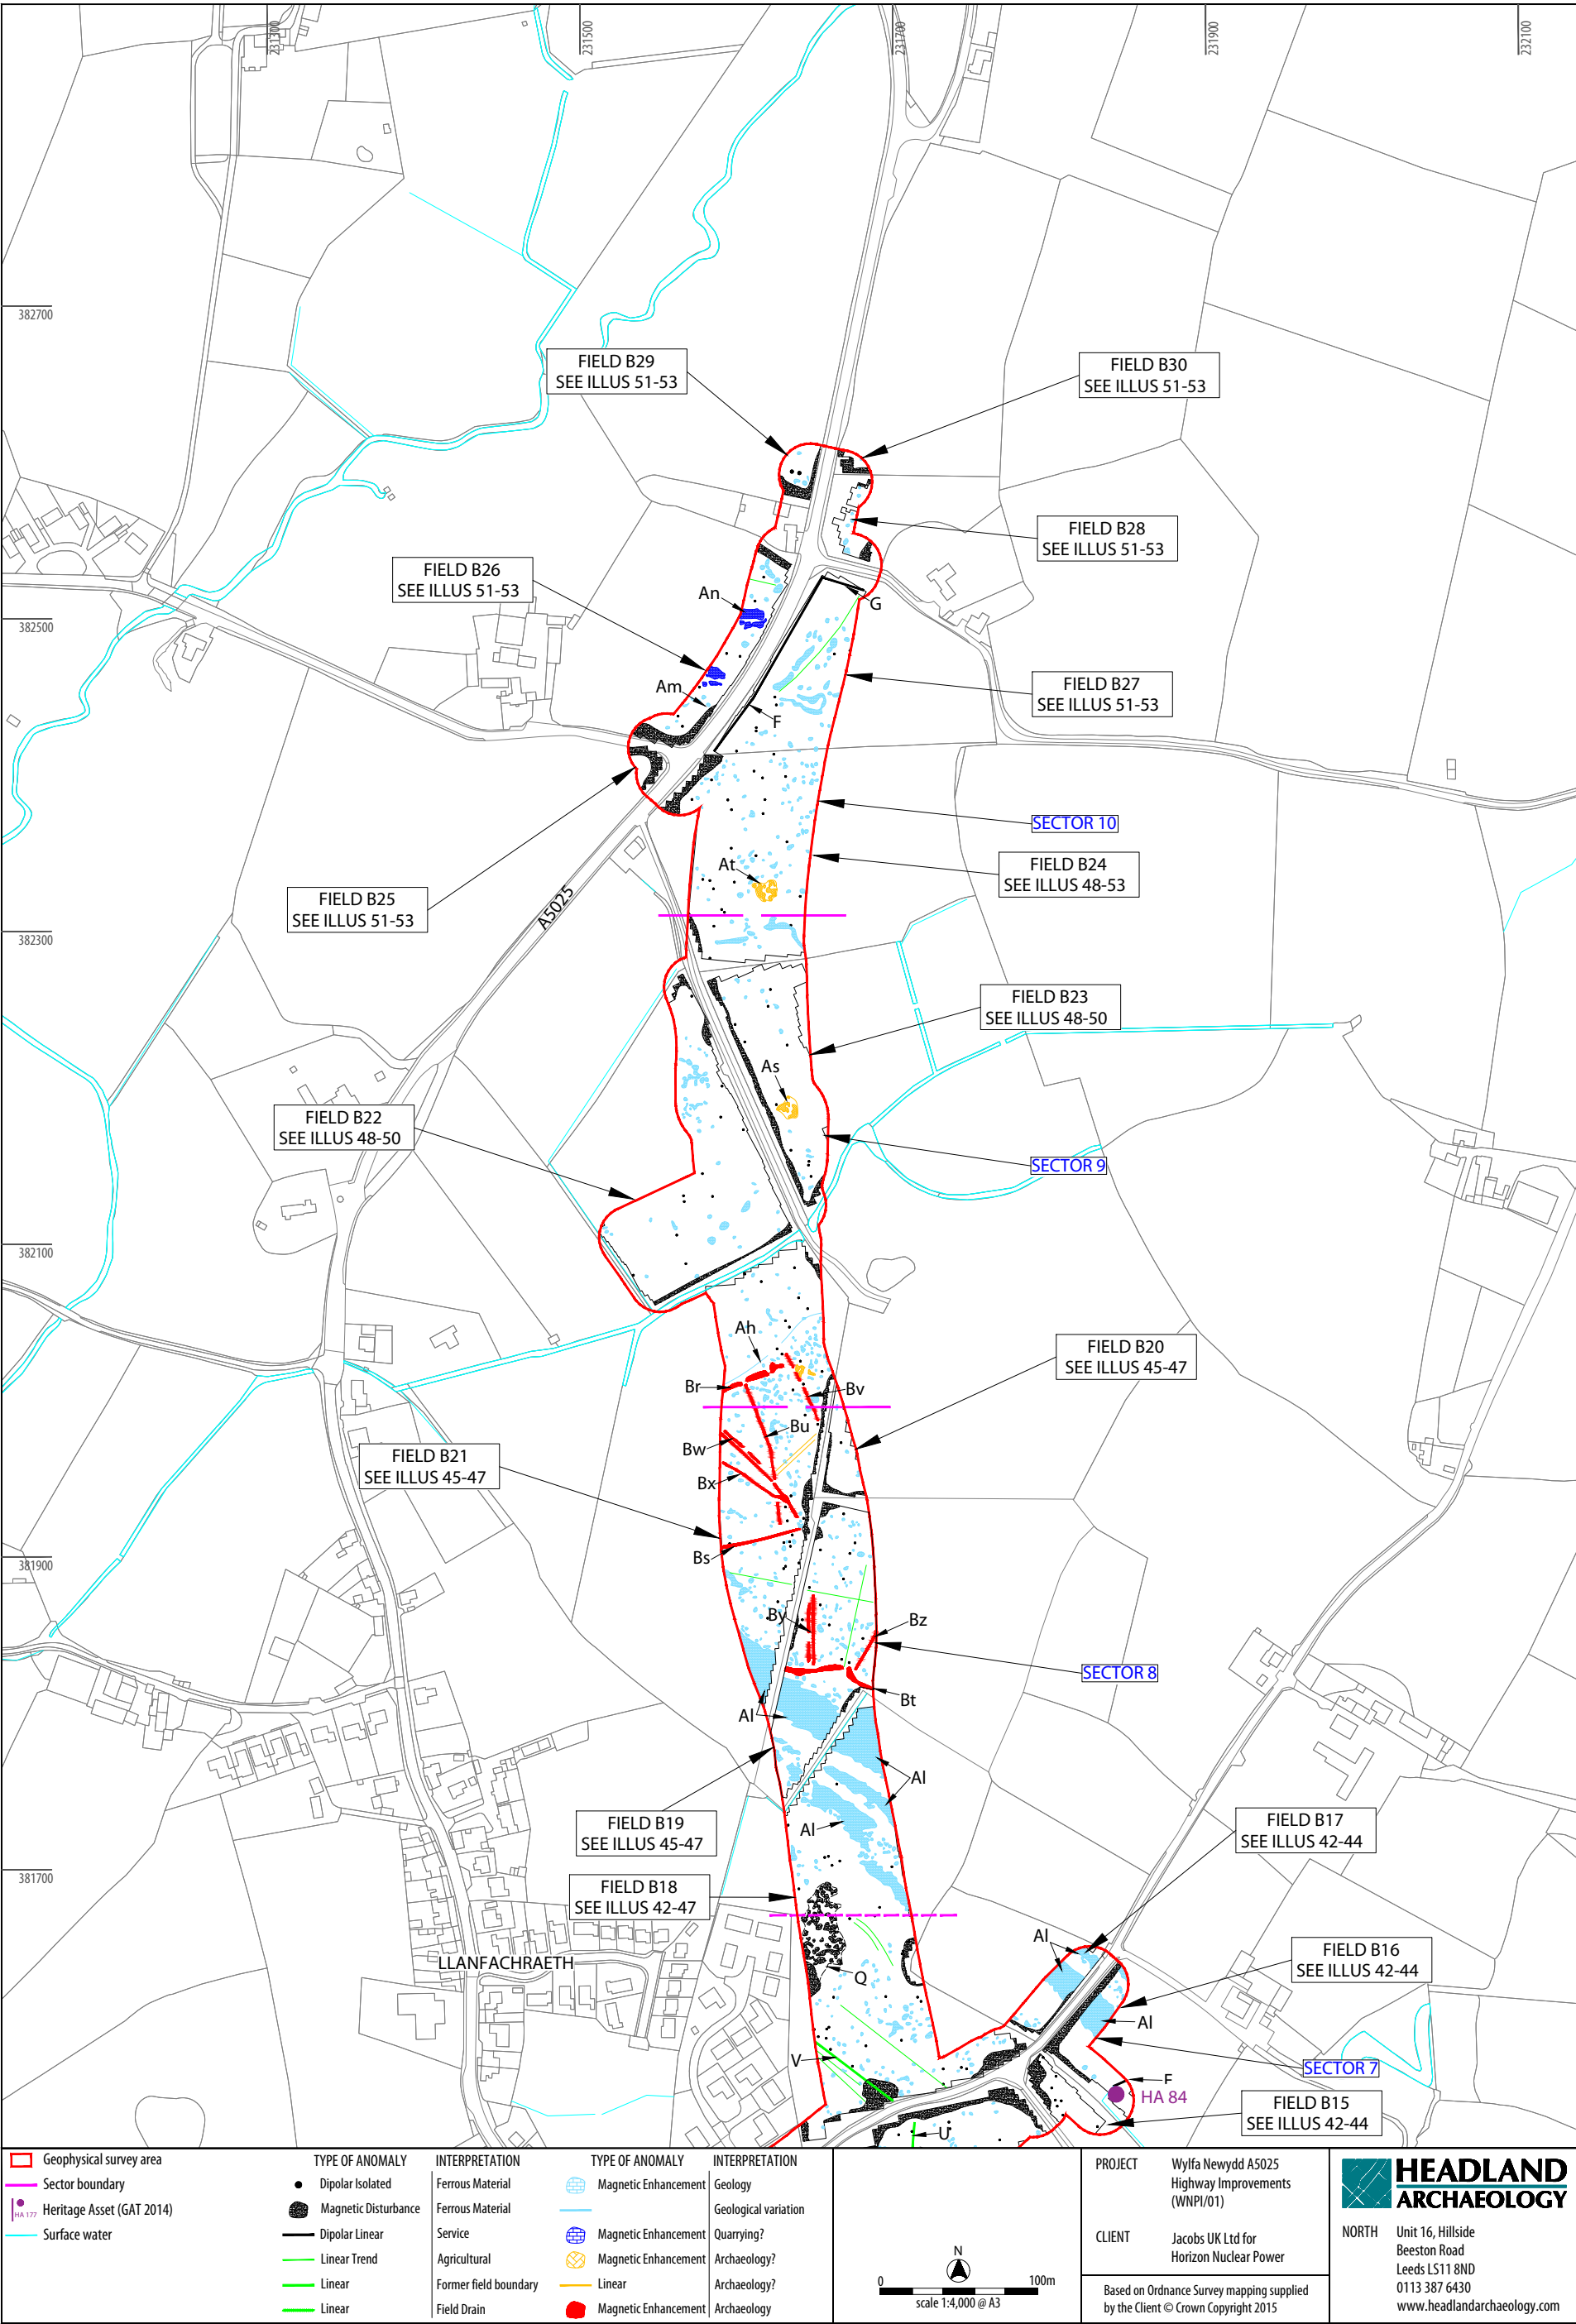 231300
231500
231700
231900
232100
382700
FIELD B29
SEE ILLUS 51-53
FIELD B30
SEE ILLUS 51-53
FIELD B28
SEE ILLUS 51-53
FIELD B26
SEE ILLUS 51-53
An
G
382500
FIELD B27
SEE ILLUS 51-53
Am
F
SECTOR 10
At
FIELD B24
SEE ILLUS 48-53
FIELD B25
SEE ILLUS 51-53
A5025
382300
FIELD B23
SEE ILLUS 48-50
As
FIELD B22
SEE ILLUS 48-50
SECTOR 9
382100
Ah
FIELD B20
SEE ILLUS 45-47
Br
Bv
Bu
Bw
FIELD B21
SEE ILLUS 45-47
Bx
Bs
381900
By
Bz
SECTOR 8
Bt
Al
Al
FIELD B19
SEE ILLUS 45-47
Al
FIELD B17
SEE ILLUS 42-44
381700
FIELD B18
SEE ILLUS 42-47
Al
FIELD B16
SEE ILLUS 42-44
LLANFACHRAETH
Q
Al
V
SECTOR 7
F
HA 84
FIELD B15
SEE ILLUS 42-44
U
Geophysical survey area
Sector boundary
HA 177
Heritage Asset (GAT 2014)
Surface water
TYPE OF ANOMALY INTERPRETATION
Dipolar Isolated Ferrous Material
Magnetic Disturbance Ferrous Material
Dipolar Linear Service
Linear Trend Agricultural
Linear Former field boundary
Linear Field Drain
TYPE OF ANOMALY INTERPRETATION
Magnetic Enhancement Geology
Geological variation
Magnetic Enhancement Quarrying?
Magnetic Enhancement Archaeology?
Linear Archaeology?
Magnetic Enhancement Archaeology
N
0 100m
scale 1:4,000 @ A3
PROJECT Wylfa Newydd A5025
Highway Improvements
(WNPI/01)
CLIENT Jacobs UK Ltd for
Horizon Nuclear Power
Based on Ordnance Survey mapping supplied
by the Client © Crown Copyright 2015
HEADLAND
ARCHAEOLOGY
NORTH Unit 16, Hillside
Beeston Road
Leeds LS11 8ND
0113 387 6430
www.headlandarchaeology.com